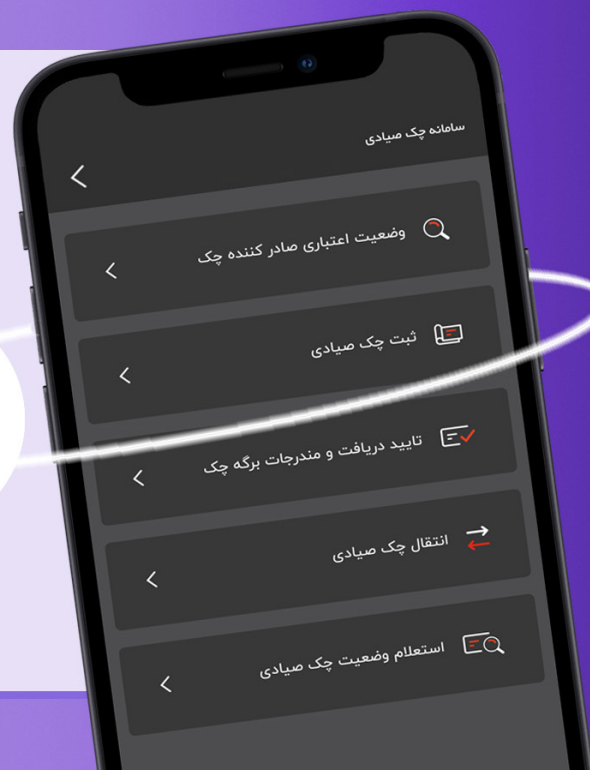 سامانه چک صیادی
وضعیت اعتباری صادر کننده چک
ثبت چک صیادی
تایید دریافت و مندرجات برگه چک
انتقال چک صیادی
استعلام وضعیت چک صیادی